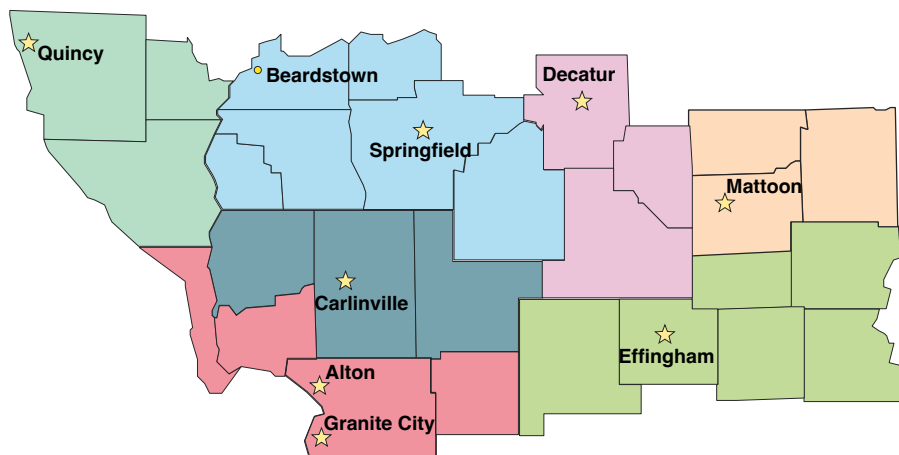 Quincy
Beardstown
Decatur
Springfield
Mattoon
Carlinville
Effingham
Alton
Granite City